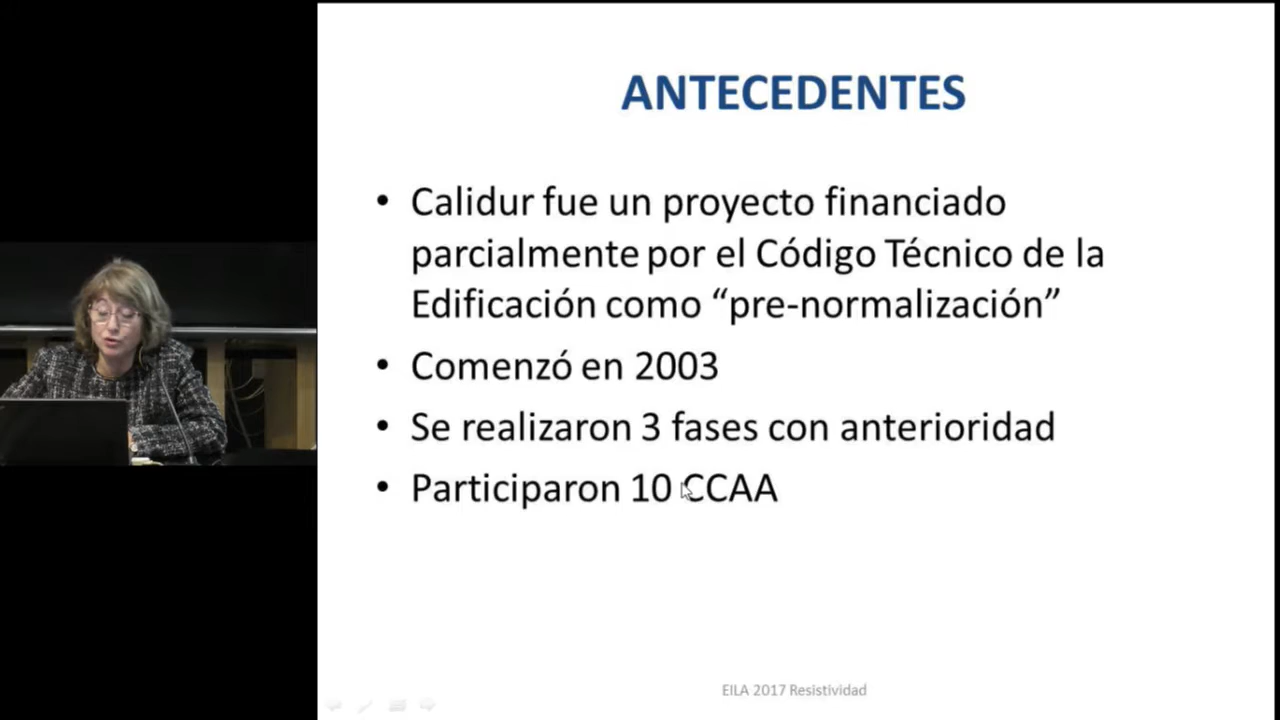 ANTECEDENTES
• Calidur fue un proyecto financiado
parcialmente por el Código Técnico de la
Edificación como “pre-normalización”
• Comenzó en 2003
• Se realizaron 3 fases con anterioridad
• Participaron 10 CCAA
EILA 2017 Resistividad